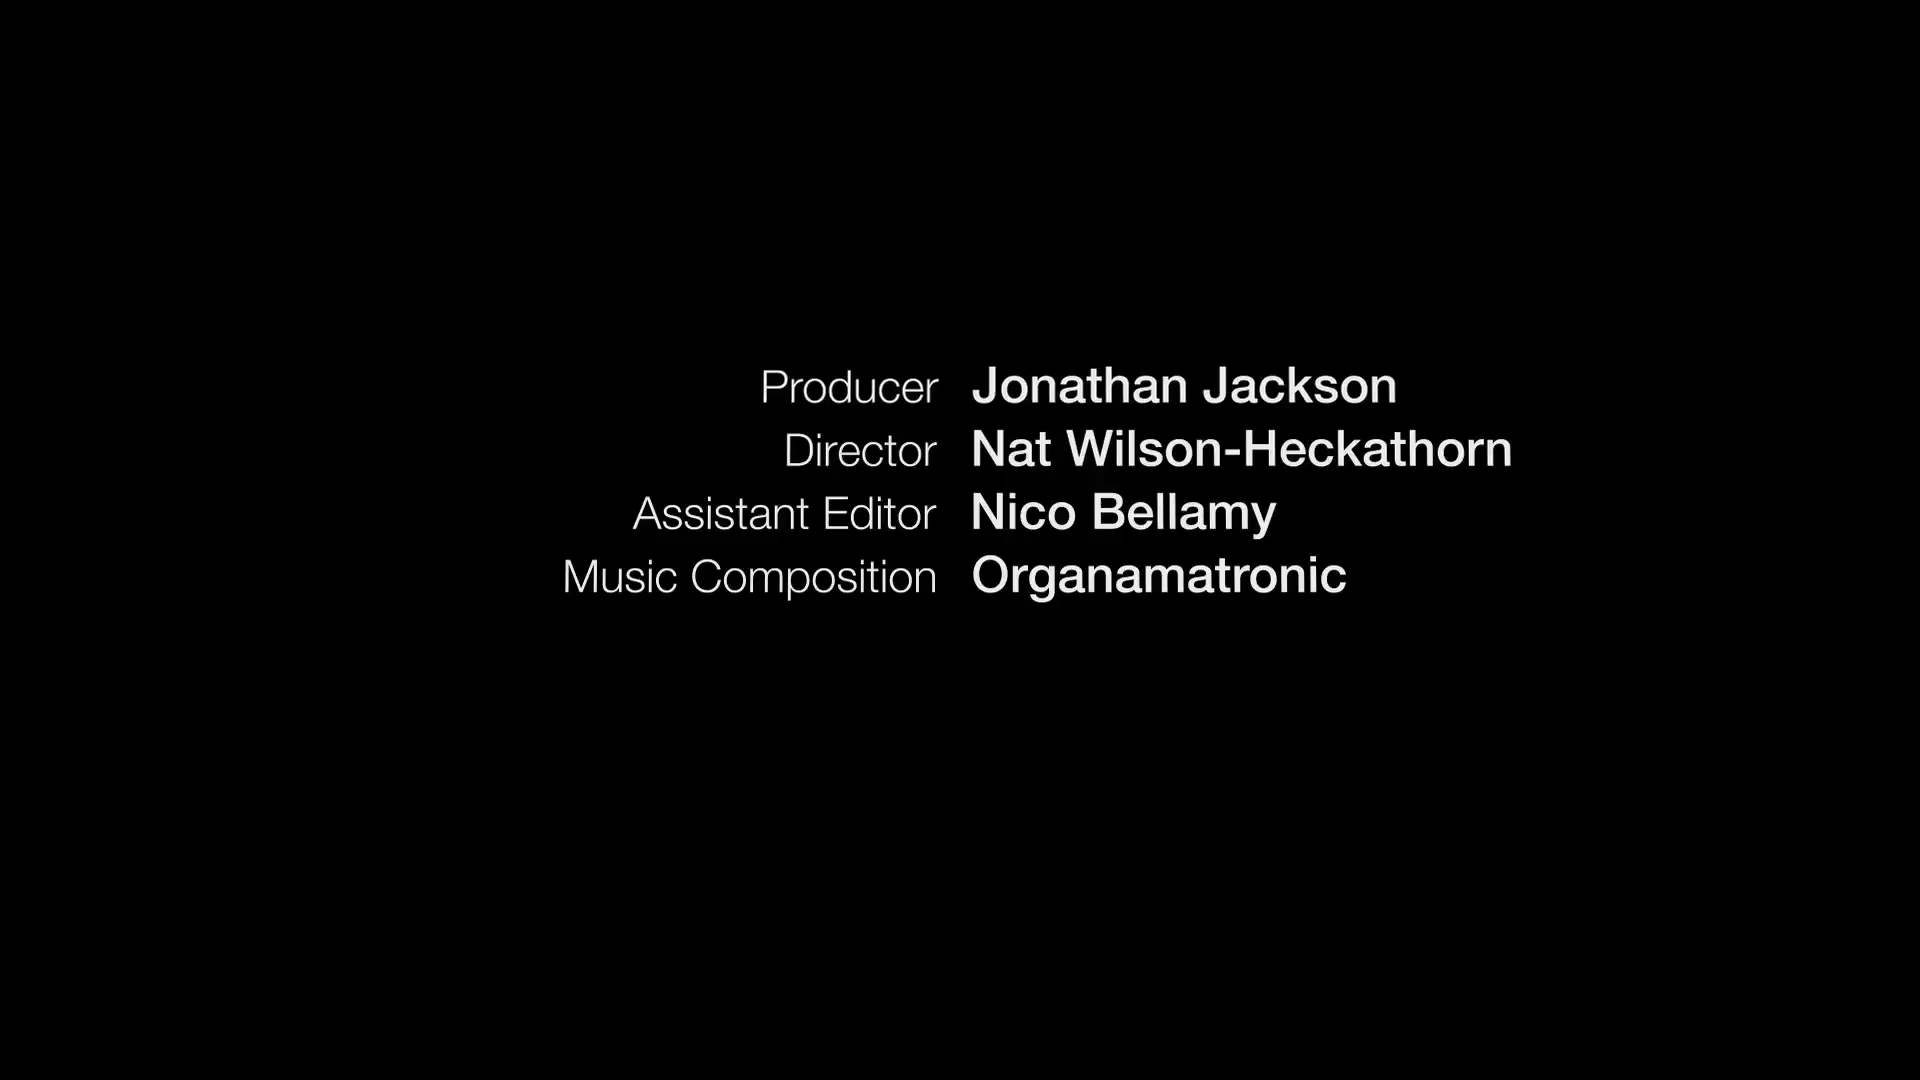 Producer Jonathan Jackson
Director Nat Wilson-Heckathorn
Assistant Editor Nico Bellamy
Music Composition Organamatronic